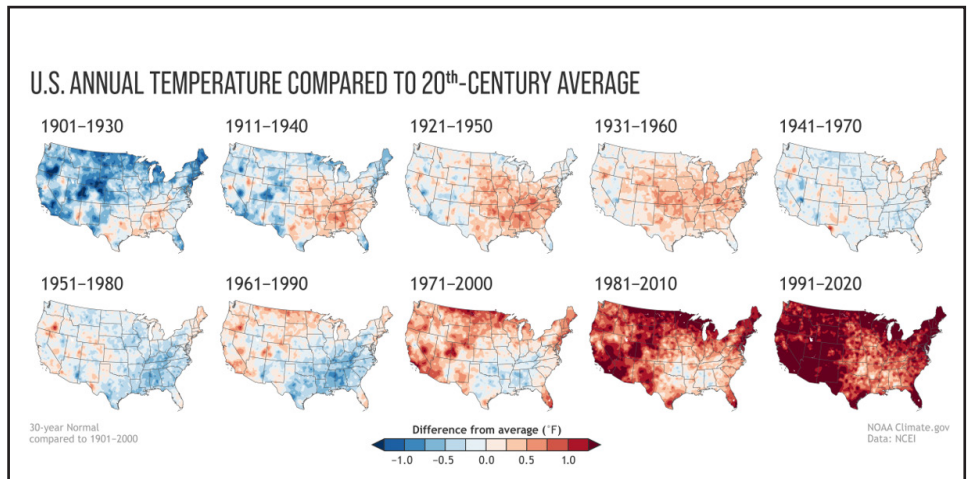 U.S. ANNUAL TEMPERATURE COMPARED TO 20th-CENTURY AVERAGE
1901–1930
1911–1940
1921–1950
1931–1960
1941–1970
1951–1980
1961–1990
1971–2000
1981–2010
1991–2020
30-year Normal
compared to 1901–2000
Difference from average (°F)
−1.0 −0.5 0.0 0.5 1.0
NOAA Climate.gov
Data: NCEI